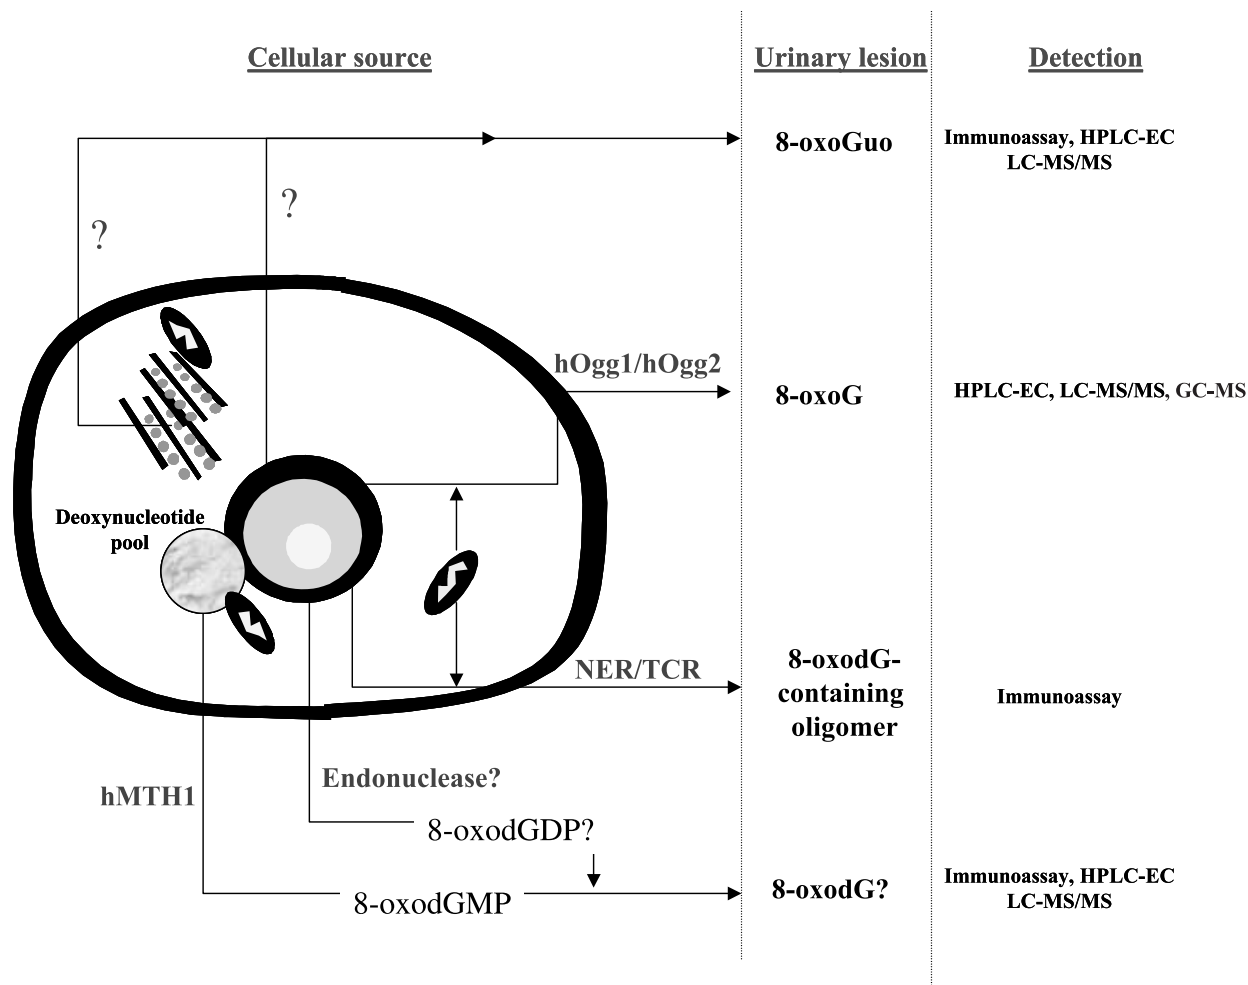 Cellular source
Urinary lesion
Detection
8-oxoGuo
Immunoassay, HPLC-EC
LC-MS/MS
?
?
hOgg1/hOgg2
8-oxoG
HPLC-EC, LC-MS/MS, GC-MS
Deoxynucleotide
pool
NER/TCR
8-oxodG-
containing
oligomer
Immunoassay
hMTH1
Endonuclease?
8-oxodGDP?
8-oxodGMP
8-oxodG?
Immunoassay, HPLC-EC
LC-MS/MS